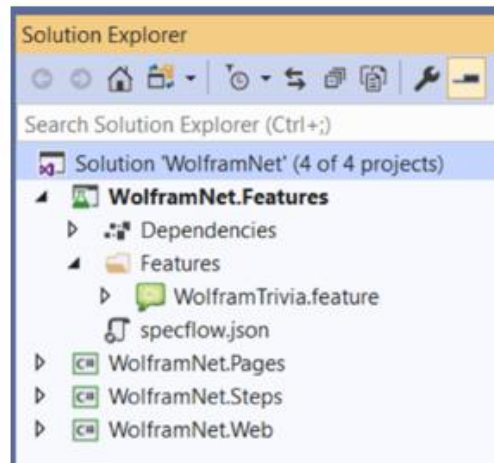 Solution Explorer
Search Solution Explorer (Ctrl+;)
Solution 'WolframNet' (4 of 4 projects)
WolframNet.Features
Dependencies
Features
WolframTrivia.feature
specflow.json
C# WolframNet.Pages
C# WolframNet.Steps
C# WolframNet.Web